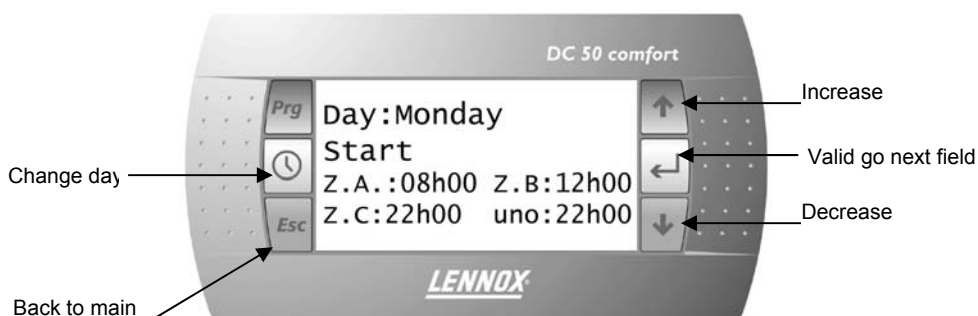 DC 50 comfort
Prg
Day:Monday
Start
Z.A.:08h00 Z.B:12h00
Z.C:22h00 uno:22h00
Esc
LENNOX
Increase
Valid go next field
Decrease
Change day
Back to main